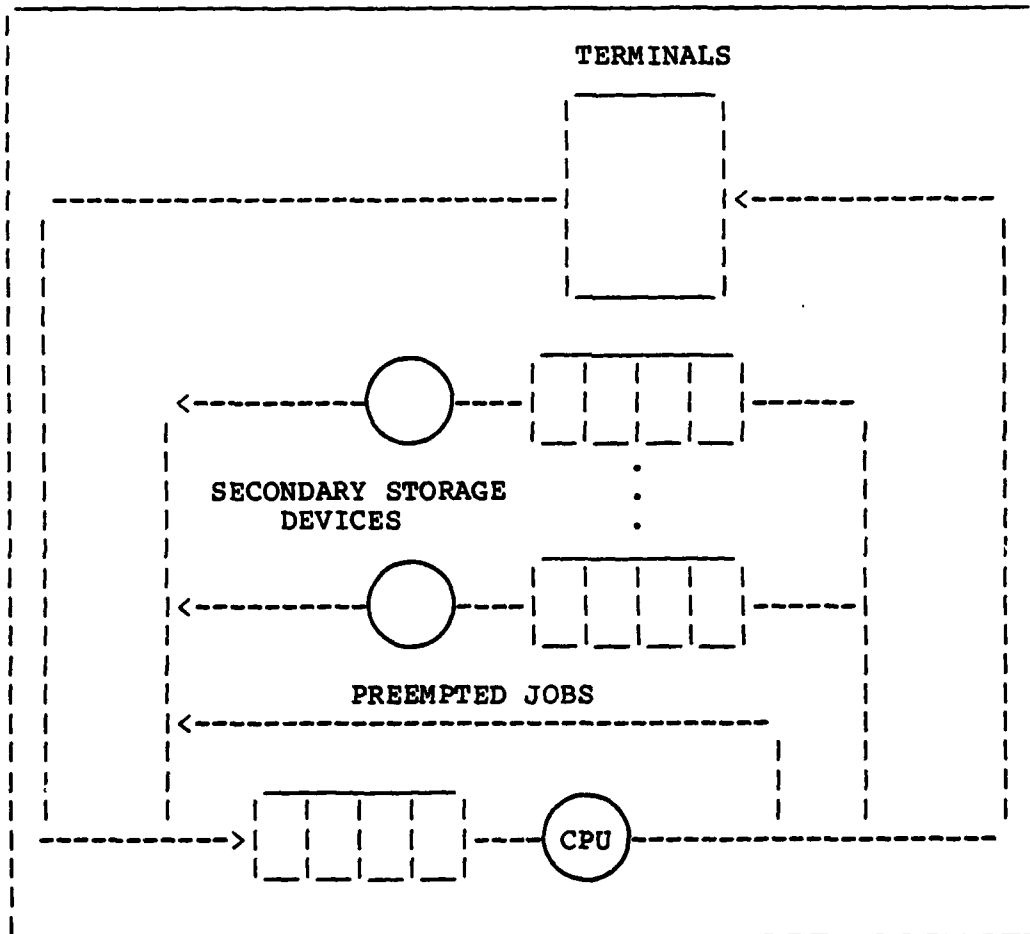 TERMINALS
SECONDARY STORAGE
DEVICES
PREEMPTED JOBS
CPU